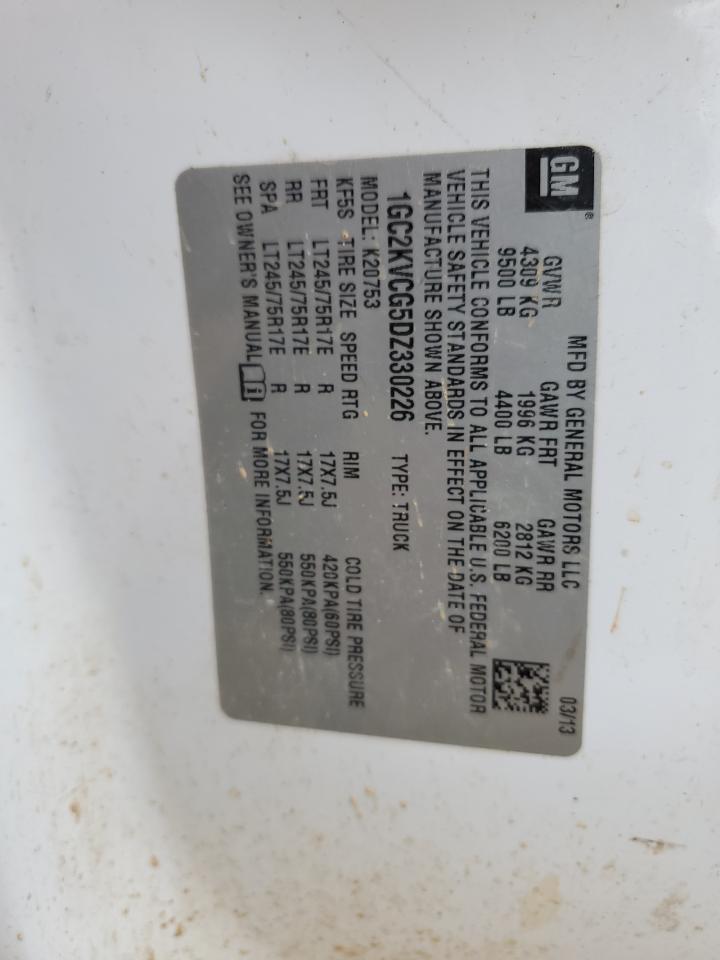 GM®
MFD BY GENERAL MOTORS LLC 03/13
GVWR GAWR FRT GAWR RR
4309 KG 1996 KG 2812 KG
9500 LB 4400 LB 6200 LB
THIS VEHICLE CONFORMS TO ALL APPLICABLE U.S. FEDERAL MOTOR
VEHICLE SAFETY STANDARDS IN EFFECT ON THE DATE OF
MANUFACTURE SHOWN ABOVE.
1GC2KVCG5DZ330226 TYPE: TRUCK
MODEL: K20753
KF5S TIRE SIZE SPEED RTG RIM COLD TIRE PRESSURE
FRT LT245/75R17E R 17X7.5J 420KPA(60PSI)
RR LT245/75R17E R 17X7.5J 550KPA(80PSI)
SPA LT245/75R17E R 17X7.5J 550KPA(80PSI)
SEE OWNER'S MANUAL i FOR MORE INFORMATION.